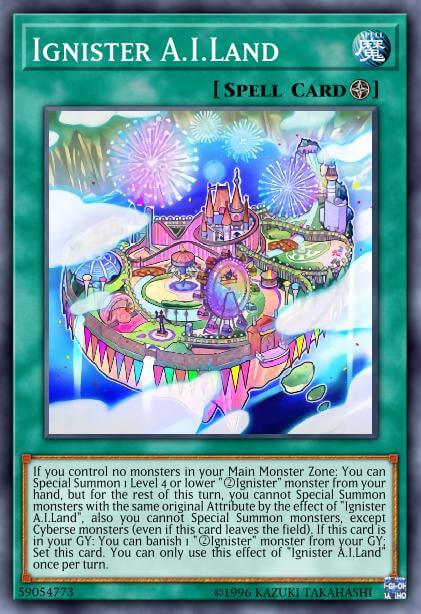 Ignister A.I.Land
SPELL
魔
[Spell Card]
If you control no monsters in your Main Monster Zone: You can
Special Summon 1 Level 4 or lower "②Ignister" monster from your
hand, but for the rest of this turn, you cannot Special Summon
monsters with the same original Attribute by the effect of "Ignister
A.I.Land", also you cannot Special Summon monsters, except
Cyberse monsters (even if this card leaves the field). If this card is
in your GY: You can banish 1 "②Ignister" monster from your GY;
Set this card. You can only use this effect of "Ignister A.I.Land"
once per turn.
59054773
©1996 KAZUKI TAKAHASHI